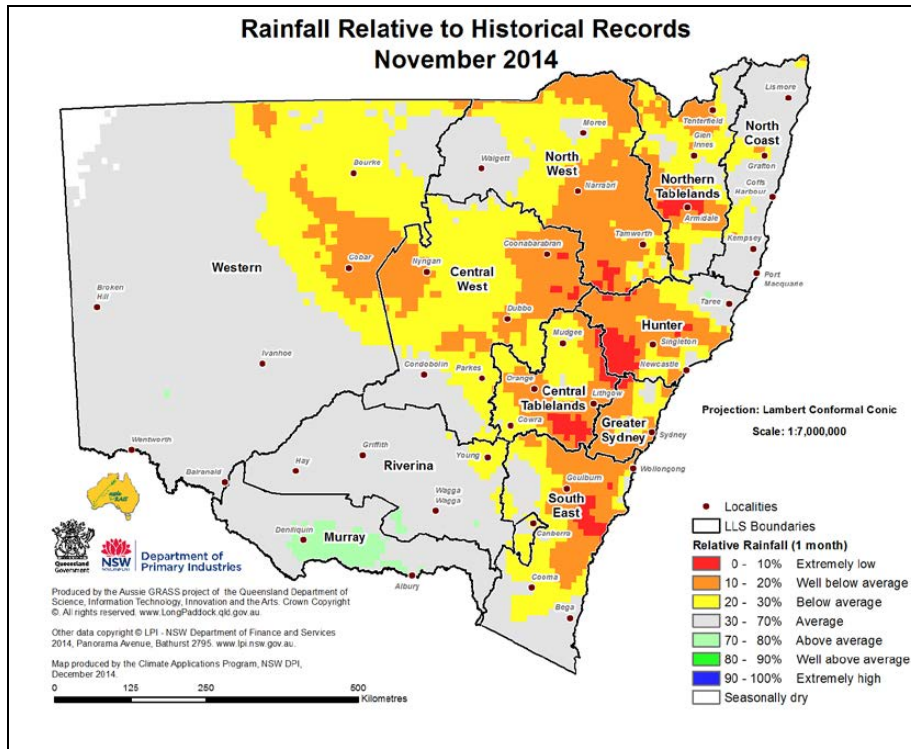 Rainfall Relative to Historical Records
November 2014
Lismore
Tenterfield
North
Coast
Moree
Glen
Innes
North
West
Walgett
Bourke
Grafton
Northern
Tablelands
Coffs
Harbour
Narrabri
Armidale
Tamworth
Kempsey
Coonabarabran
Western
Cobar
Nyngan
Central
West
Port
Macquarie
Broken
Hill
Taree
Dubbo
Hunter
Mudgee
Singleton
Ivanhoe
Newcastle
Condobolin
Parkes
Orange
Central
Tablelands
Lithgow
Projection: Lambert Conformal Conic
Greater
Sydney
Scale: 1:7,000,000
Cowra
Sydney
Wentworth
Griffith
Young
Hay
Riverina
Wollongong
Balranald
Goulburn
South
East
Wagga
Wagga
Localities
LLS Boundaries
Deniliquin
Murray
Canberra
Relative Rainfall (1 month)
0 - 10% Extremely low
Queensland
Government
NSW
Department of
Primary Industries
Albury
Cooma
10 - 20% Well below average
20 - 30% Below average
Bega
30 - 70% Average
70 - 80% Above average
80 - 90% Well above average
90 - 100% Extremely high
Seasonally dry
Produced by the Aussie GRASS project of the Queensland Department of
Science, Information Technology, Innovation and the Arts. Crown Copyright
©. All rights reserved. www.LongPaddock.qld.gov.au.
Other data copyright © LPI - NSW Department of Finance and Services
2014, Panorama Avenue, Bathurst 2795. www.lpi.nsw.gov.au.
Map produced by the Climate Applications Program, NSW DPI,
December 2014.
0 125 250 500
Kilometres